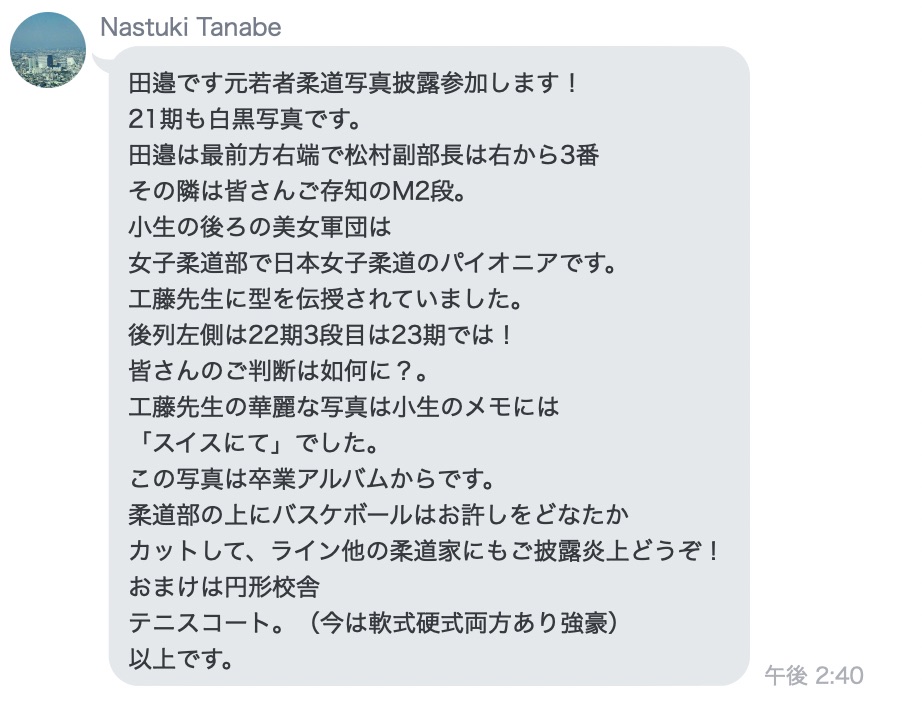 Nastuki Tanabe
田邉です元若者柔道写真披露参加します！
21期も白黒写真です。
田邉は最前方右端で松村副部長は右から3番
その隣は皆さんご存知のM2段。
小生の後ろの美女軍団は
女子柔道部で日本女子柔道のパイオニアです。
工藤先生に型を伝授されていました。
後列左側は22期3段目は23期では！
皆さんのご判断は如何に？。
工藤先生の華麗な写真は小生のメモには
「スイスにて」でした。
この写真は卒業アルバムからです。
柔道部の上にバスケボールはお許しをどなたか
カットして、ライン他の柔道家にもご披露炎上どうぞ！
おまけは円形校舎
テニスコート。（今は軟式硬式両方あり強豪）
以上です。
午後 2:40